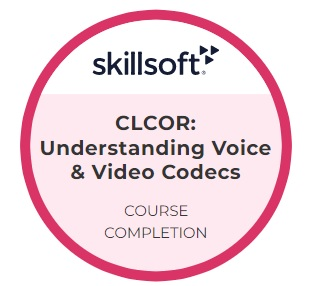 skillsoft
CLCOR:
Understanding Voice
& Video Codecs
COURSE
COMPLETION